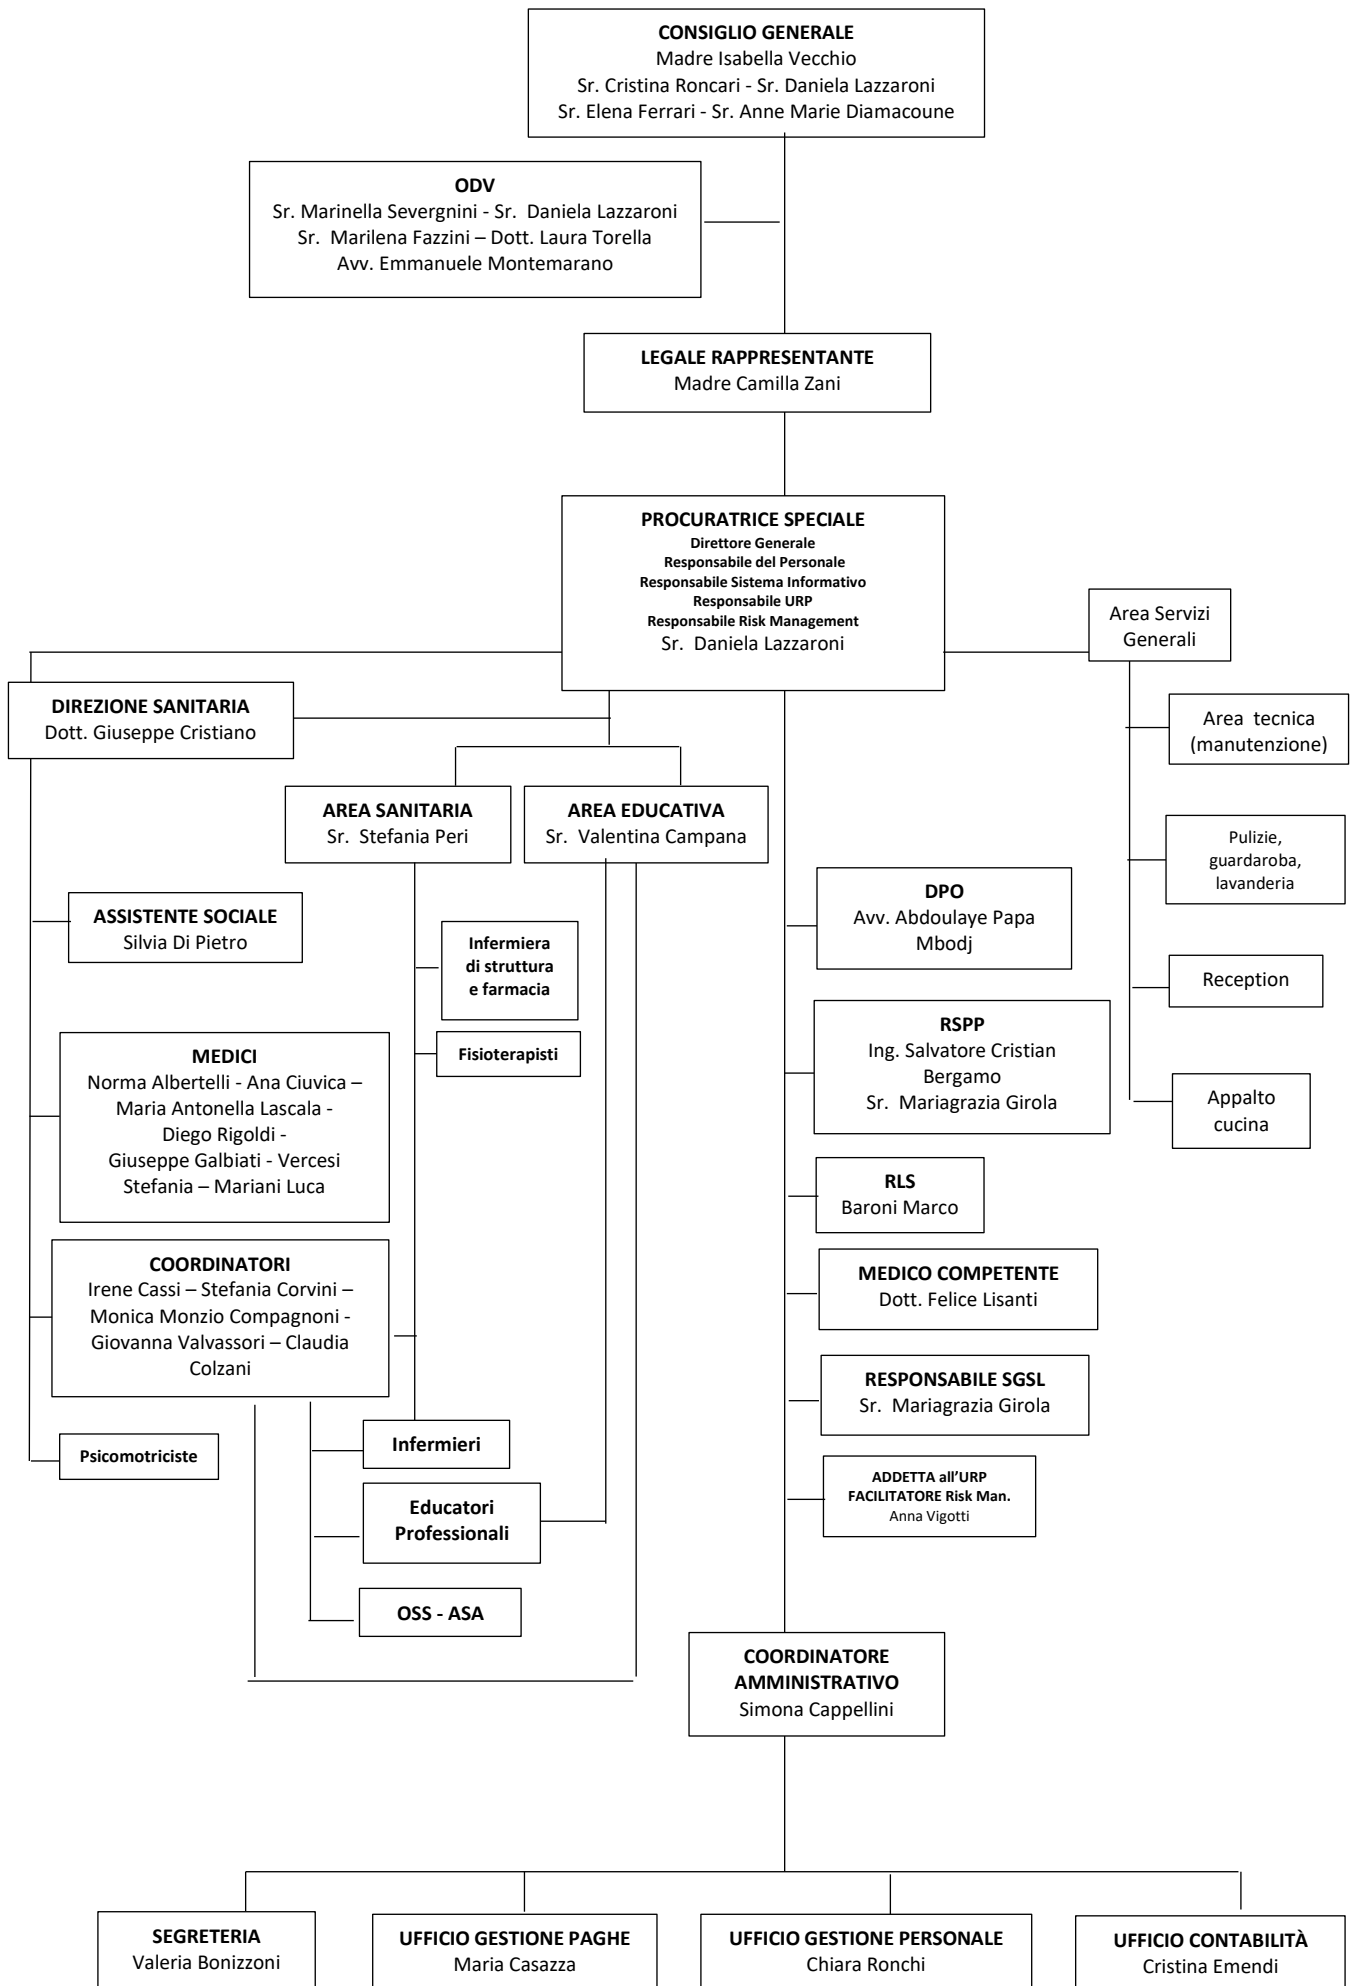 CONSIGLIO GENERALE
Madre Isabella Vecchio
Sr. Cristina Roncari - Sr. Daniela Lazzaroni
Sr. Elena Ferrari - Sr. Anne Marie Diamacoune
ODV
Sr. Marinella Severgnini - Sr. Daniela Lazzaroni
Sr. Marilena Fazzini – Dott. Laura Torella
Avv. Emmanuele Montemarano
LEGALE RAPPRESENTANTE
Madre Camilla Zani
PROCURATRICE SPECIALE
Direttore Generale
Responsabile del Personale
Responsabile Sistema Informativo
Responsabile URP
Responsabile Risk Management
Sr. Daniela Lazzaroni
Area Servizi
Generali
DIREZIONE SANITARIA
Dott. Giuseppe Cristiano
Area tecnica
(manutenzione)
AREA SANITARIA
Sr. Stefania Peri
AREA EDUCATIVA
Sr. Valentina Campana
Pulizie,
guardaroba,
lavanderia
ASSISTENTE SOCIALE
Silvia Di Pietro
DPO
Avv. Abdoulaye Papa
Mbodj
Infermiera
di struttura
e farmacia
Reception
MEDICI
Norma Albertelli - Ana Ciuvica –
Maria Antonella Lascala -
Diego Rigoldi -
Giuseppe Galbiati - Vercesi
Stefania – Mariani Luca
Fisioterapisti
RSPP
Ing. Salvatore Cristian
Bergamo
Sr. Mariagrazia Girola
Appalto
cucina
RLS
Baroni Marco
COORDINATORI
Irene Cassi – Stefania Corvini –
Monica Monzio Compagnoni -
Giovanna Valvassori – Claudia
Colzani
MEDICO COMPETENTE
Dott. Felice Lisanti
RESPONSABILE SGSL
Sr. Mariagrazia Girola
Psicomotriciste
Infermieri
ADDETTA all’URP
FACILITATORE Risk Man.
Anna Vigotti
Educatori
Professionali
OSS - ASA
COORDINATORE
AMMINISTRATIVO
Simona Cappellini
SEGRETERIA
Valeria Bonizzoni
UFFICIO GESTIONE PAGHE
Maria Casazza
UFFICIO GESTIONE PERSONALE
Chiara Ronchi
UFFICIO CONTABILITÀ
Cristina Emendi